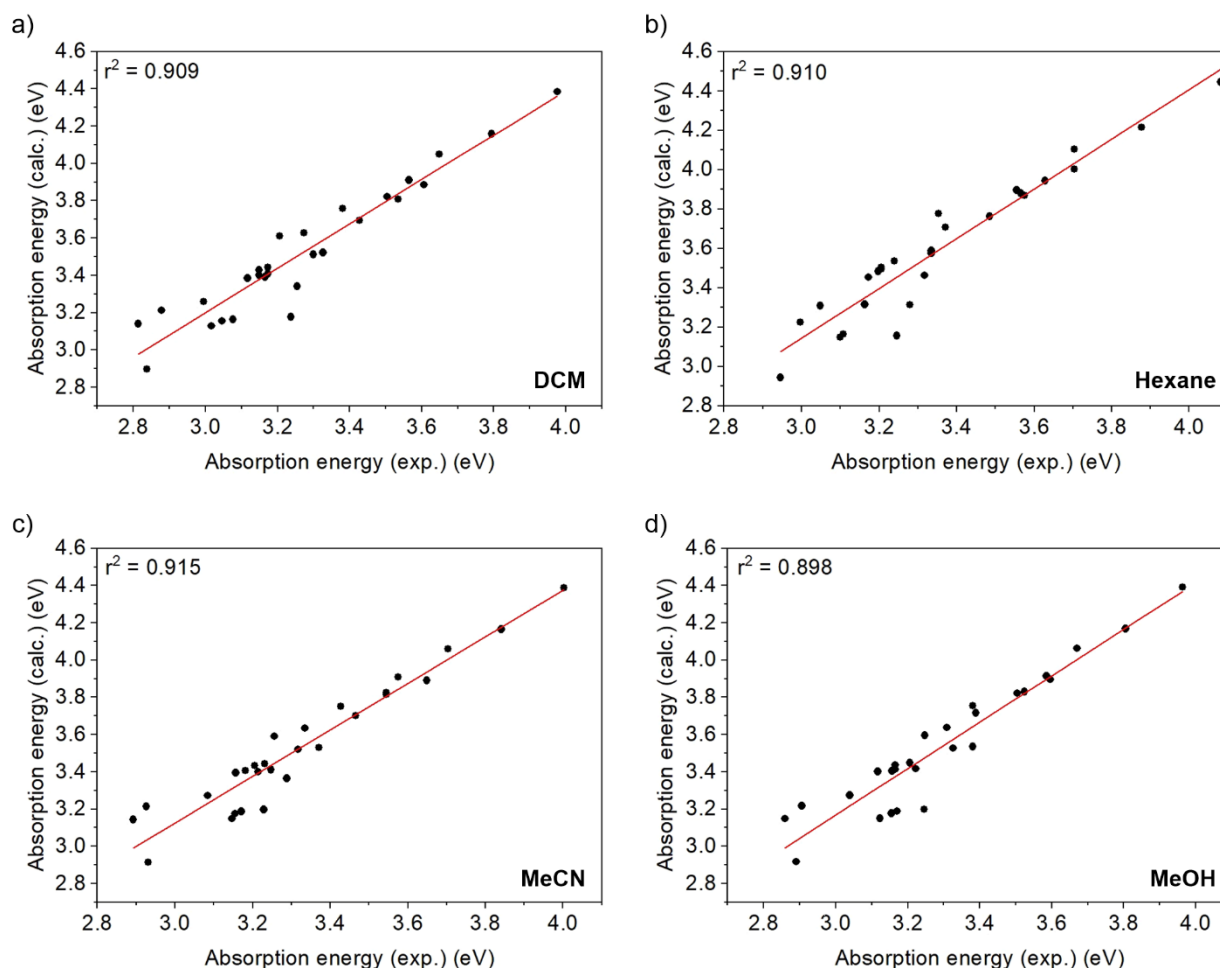 a)
r² = 0.909
Absorption energy (calc.) (eV)
4.6
4.4
4.2
4.0
3.8
3.6
3.4
3.2
3.0
2.8
DCM
2.8 3.0 3.2 3.4 3.6 3.8 4.0
Absorption energy (exp.) (eV)
b)
r² = 0.910
Absorption energy (calc.) (eV)
4.6
4.4
4.2
4.0
3.8
3.6
3.4
3.2
3.0
2.8
Hexane
2.8 3.0 3.2 3.4 3.6 3.8 4.0
Absorption energy (exp.) (eV)
c)
r² = 0.915
Absorption energy (calc.) (eV)
4.6
4.4
4.2
4.0
3.8
3.6
3.4
3.2
3.0
2.8
MeCN
2.8 3.0 3.2 3.4 3.6 3.8 4.0
Absorption energy (exp.) (eV)
d)
r² = 0.898
Absorption energy (calc.) (eV)
4.6
4.4
4.2
4.0
3.8
3.6
3.4
3.2
3.0
2.8
MeOH
2.8 3.0 3.2 3.4 3.6 3.8 4.0
Absorption energy (exp.) (eV)